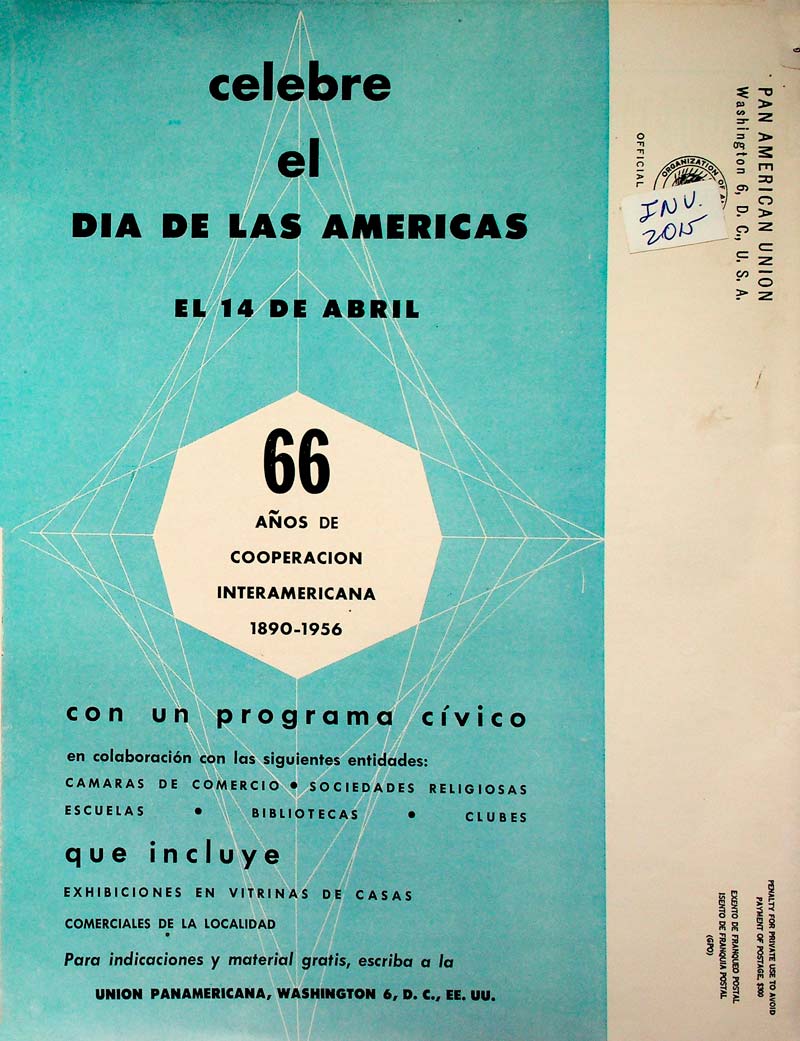 celebre
el
DIA DE LAS AMERICAS
EL 14 DE ABRIL
66
AÑOS DE
COOPERACION
INTERAMERICANA
1890-1956
con un programa cívico
en colaboración con las siguientes entidades:
CAMARAS DE COMERCIO • SOCIEDADES RELIGIOSAS
ESCUELAS • BIBLIOTECAS • CLUBES
que incluye
EXHIBICIONES EN VITRINAS DE CASAS
COMERCIALES DE LA LOCALIDAD
Para indicaciones y material gratis, escriba a la
UNION PANAMERICANA, WASHINGTON 6, D. C., EE. UU.
PAN AMERICAN UNION
Washington 6, D. C., U. S. A.
ORGANIZATION OF A
OFFICIAL
INV.
2015
PENALTY FOR PRIVATE USE TO AVOID
PAYMENT OF POSTAGE, $300
EXENTO DE FRANQUEO POSTAL
ISENTO DE FRANQUIA POSTAL
(GPO)